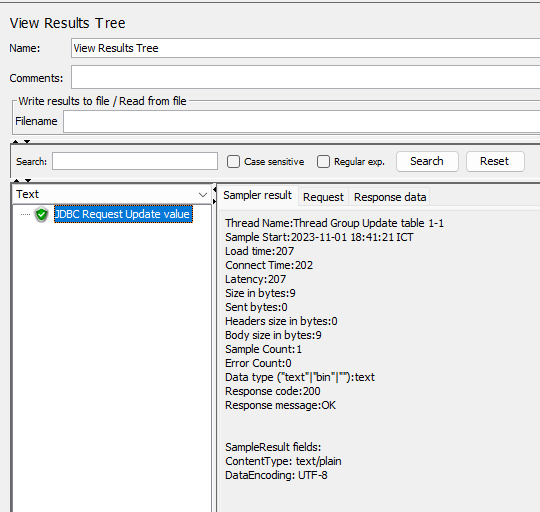 View Results Tree
Name: View Results Tree
Comments:
Write results to file / Read from file
Filename
Search: Case sensitive Regular exp. Search Reset
Text
Sampler result Request Response data
JDBC Request Update value
Thread Name:Thread Group Update table 1-1
Sample Start:2023-11-01 18:41:21 ICT
Load time:207
Connect Time:202
Latency:207
Size in bytes:9
Sent bytes:0
Headers size in bytes:0
Body size in bytes:9
Sample Count:1
Error Count:0
Data type ("text"|"bin"|""):text
Response code:200
Response message:OK
SampleResult fields:
ContentType: text/plain
DataEncoding: UTF-8